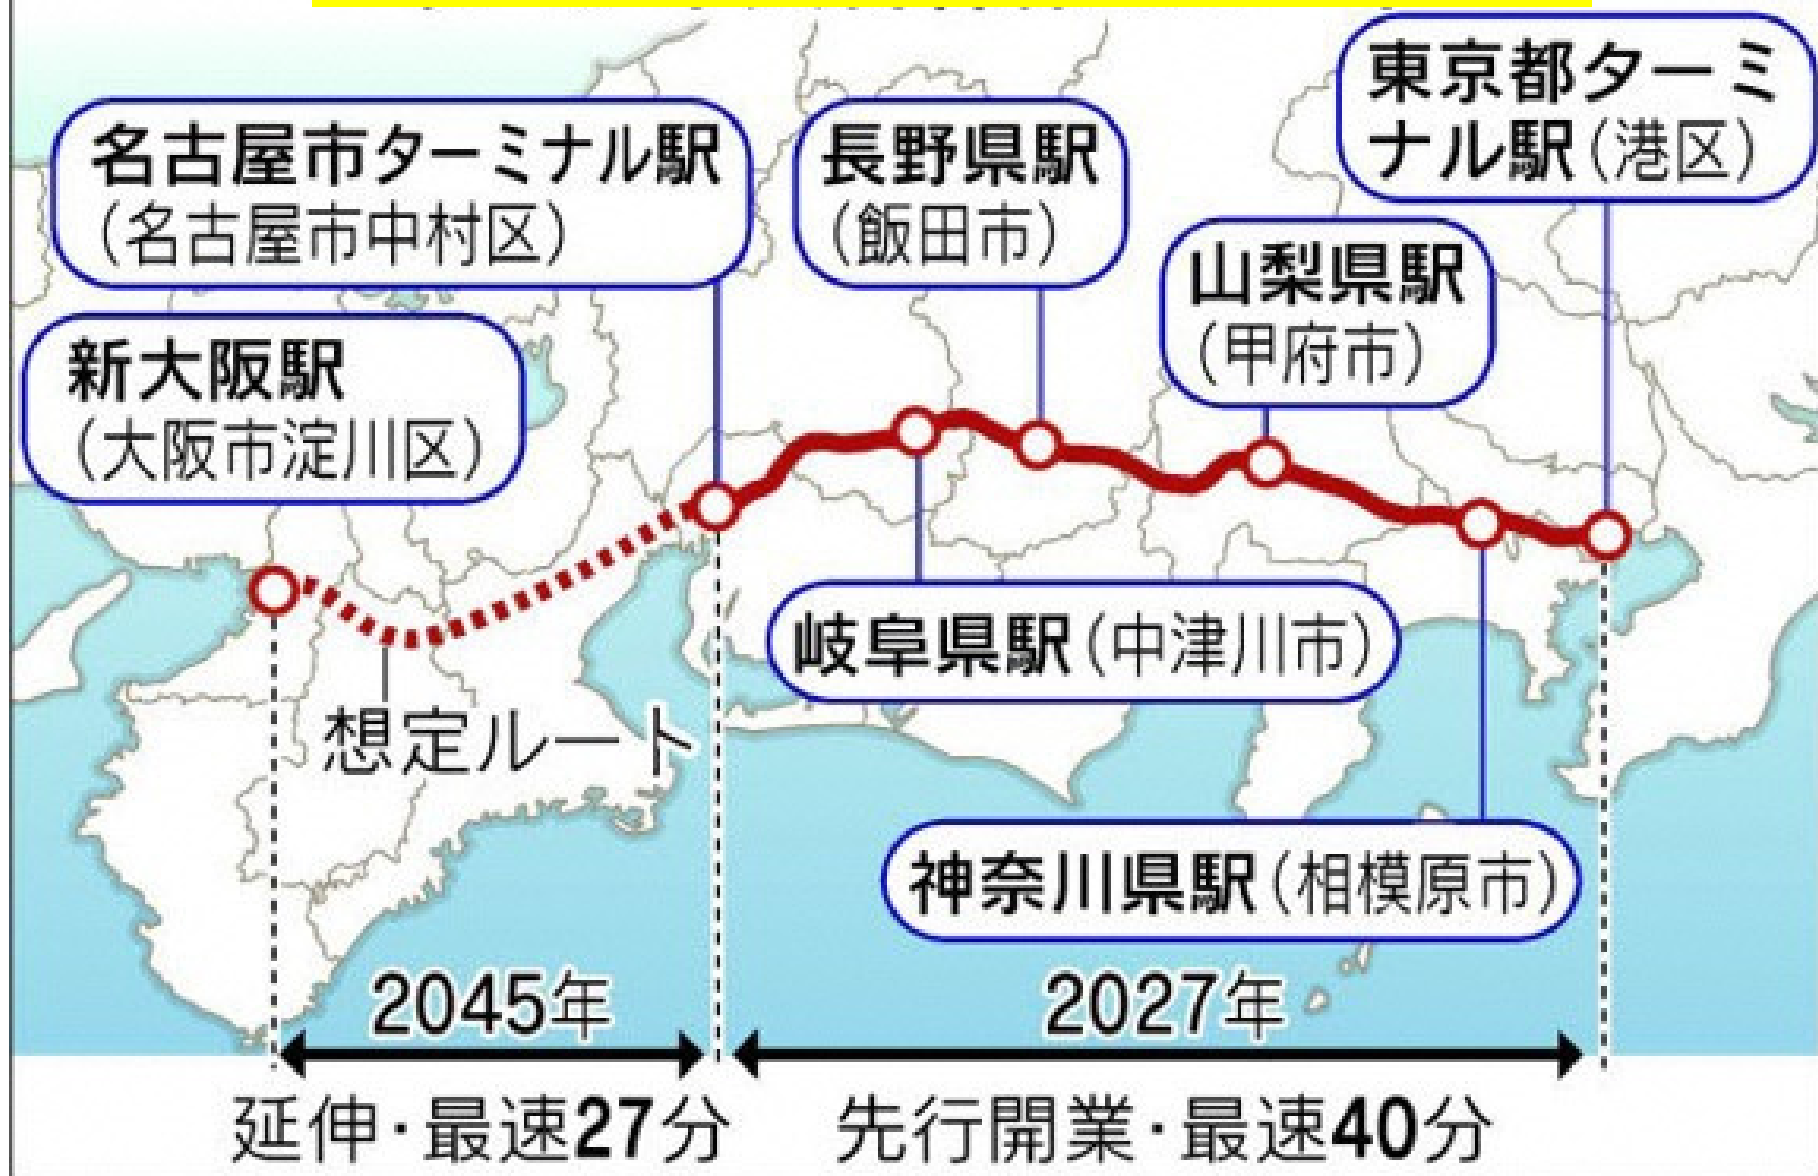 東京都ターミ
ナル駅（港区）
名古屋市ターミナル駅
（名古屋市中村区）
長野県駅
（飯田市）
山梨県駅
（甲府市）
新大阪駅
（大阪市淀川区）
岐阜県駅（中津川市）
想定ルート
神奈川県駅（相模原市）
2045年
2027年
延伸・最速27分
先行開業・最速40分